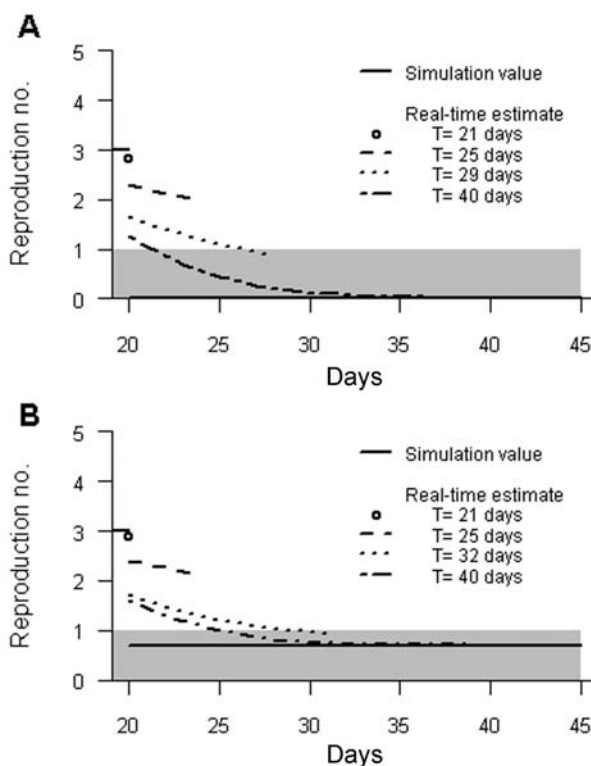 A
Reproduction no.
5
4
3
2
1
0
Simulation value
Real-time estimate
T= 21 days
T= 25 days
T= 29 days
T= 40 days
20 25 30 35 40 45
Days
B
Reproduction no.
5
4
3
2
1
0
Simulation value
Real-time estimate
T= 21 days
T= 25 days
T= 32 days
T= 40 days
20 25 30 35 40 45
Days